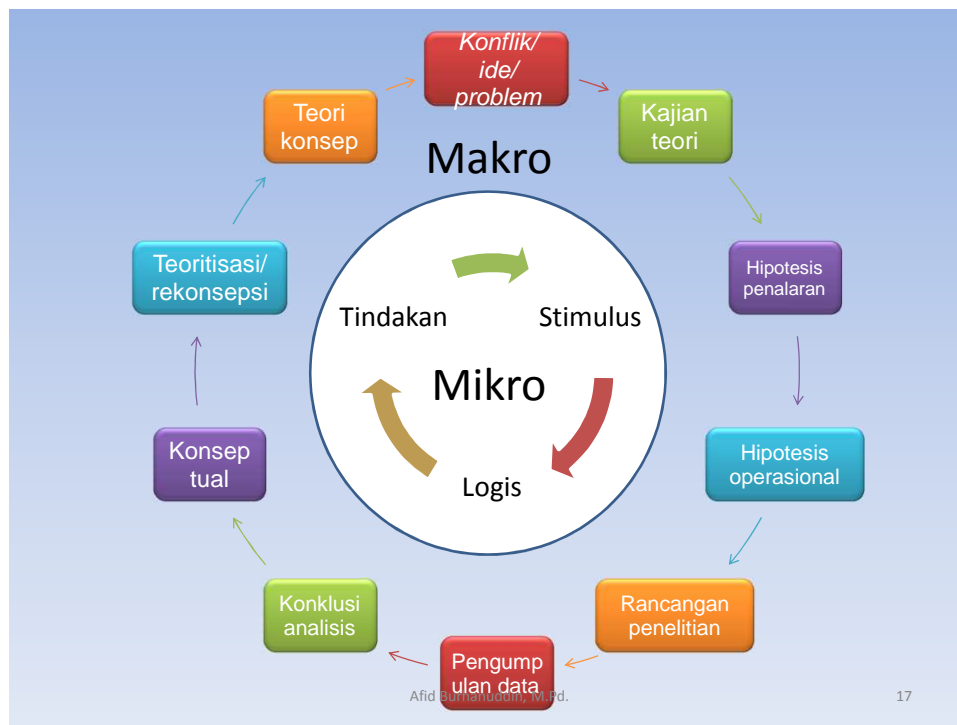 Konflik/
ide/
problem
Kajian
teori
Hipotesis
penalaran
Hipotesis
operasional
Rancangan
penelitian
Pengump
ulan data
Konklusi
analisis
Konsep
tual
Teoritisasi/
rekonsepsi
Teori
konsep
Makro
Tindakan
Stimulus
Mikro
Logis
Afid Burhanuddin, M.Pd.
17